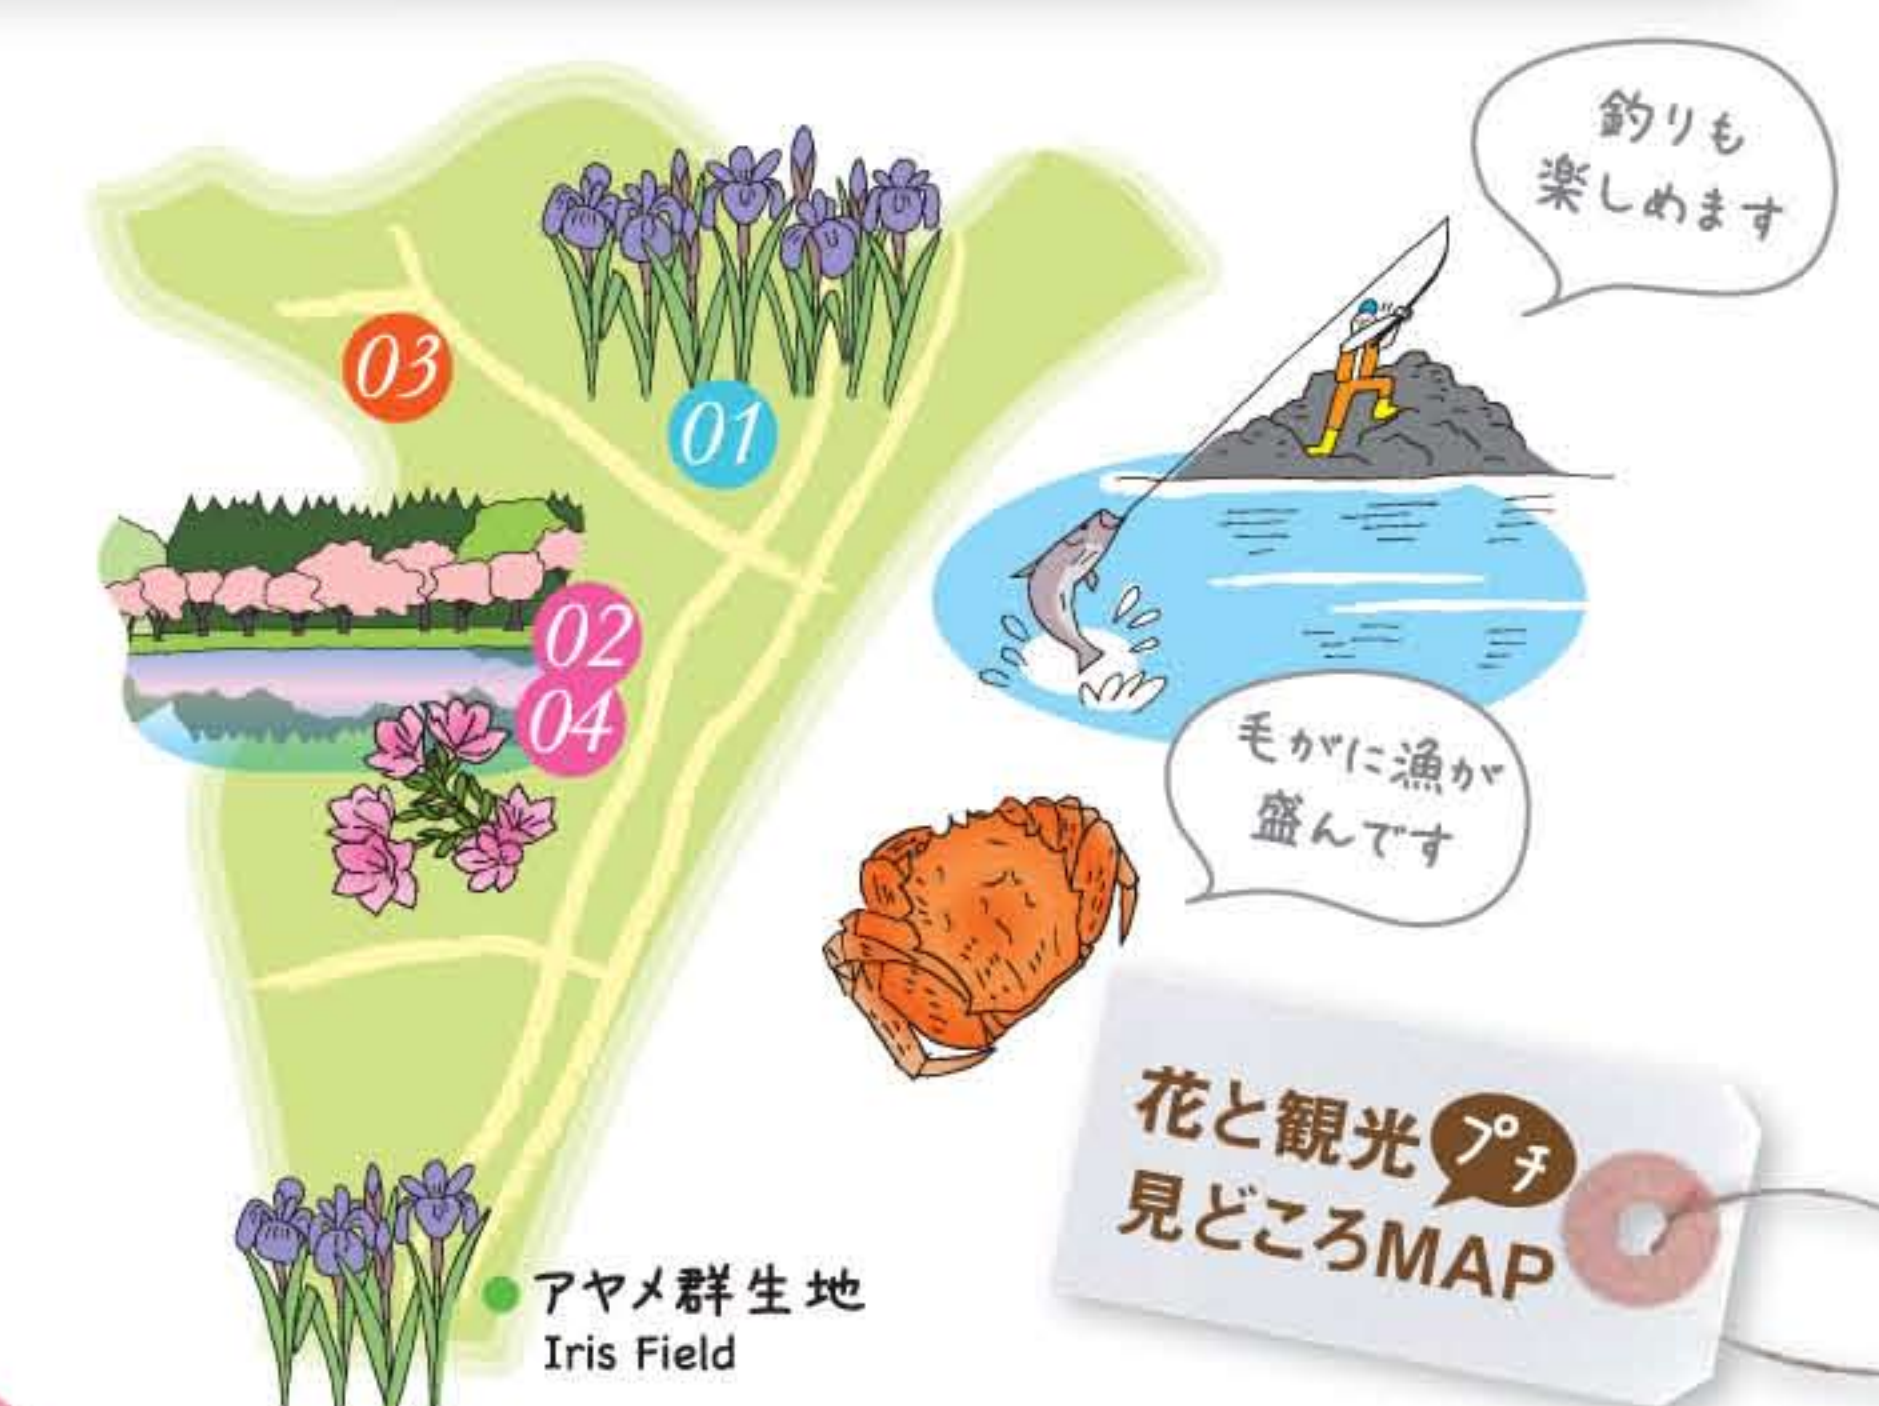 釣りも
楽しめます
03
01
02
04
毛がに漁が
盛んです
花と観光プチ
見どころMAP
アヤメ群生地
Iris Field